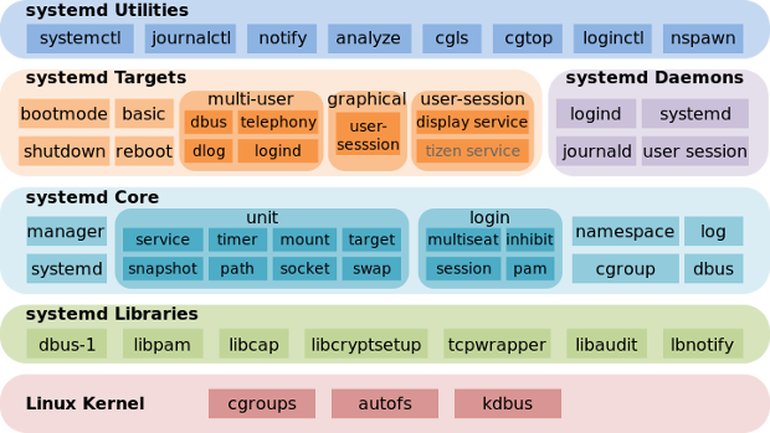 systemd Utilities
systemctl journalctl notify analyze cgls cgtop loginctl nspawn
systemd Targets
bootmode basic
shutdown reboot
multi-user
dbus telephony
dlog logind
graphical
user-
sesssion
user-session
display service
tizen service
systemd Daemons
logind systemd
journald user session
systemd Core
manager
systemd
unit
service timer mount target
snapshot path socket swap
login
multiseat inhibit
session pam
namespace log
cgroup dbus
systemd Libraries
dbus-1 libpam libcap libcryptsetup tcpwrapper libaudit lbnotify
Linux Kernel cgroups autofs kdbus